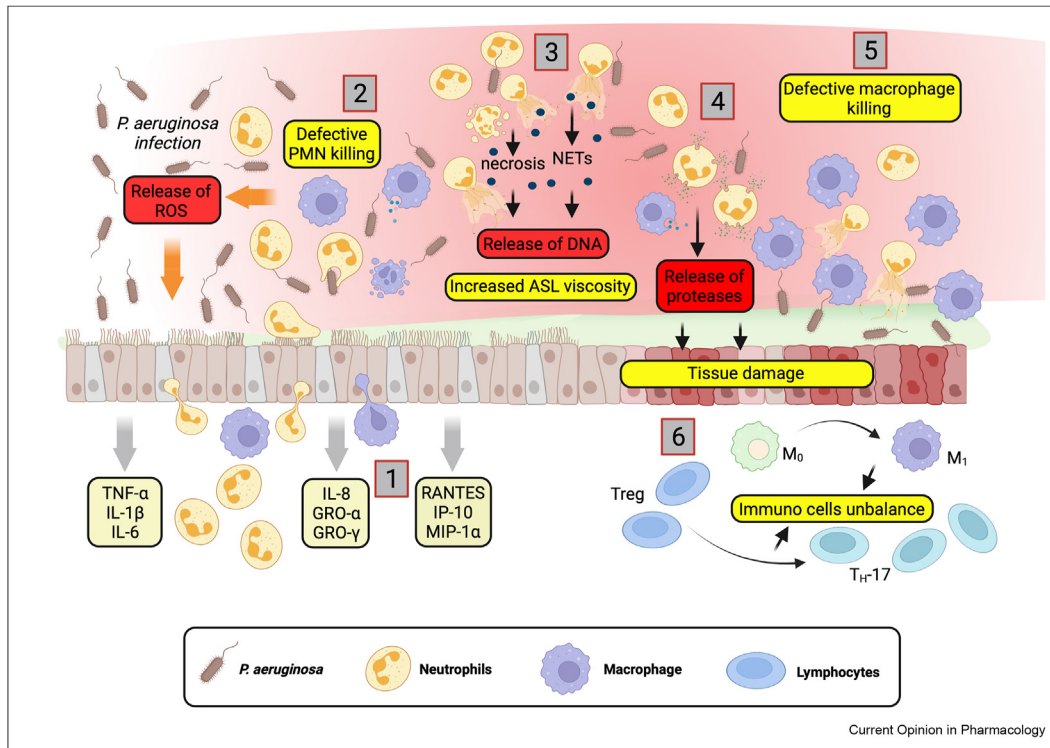 3
5
2
Defective macrophage
killing
4
P. aeruginosa
infection
Defective
PMN killing
necrosis
NETs
Release of
ROS
Release of DNA
Increased ASL viscosity
Release of
proteases
Tissue damage
6
M₀
M₁
1
TNF-α
IL-1β
IL-6
IL-8
GRO-α
GRO-γ
RANTES
IP-10
MIP-1α
Treg
Immuno cells unbalance
Tₕ-17
P. aeruginosa
Neutrophils
Macrophage
Lymphocytes
Current Opinion in Pharmacology